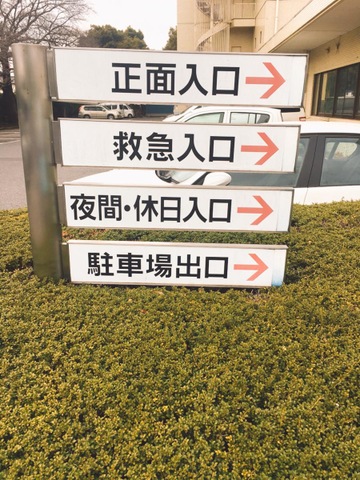 正面入口→
救急入口→
夜間・休日入口→
駐車場出口→